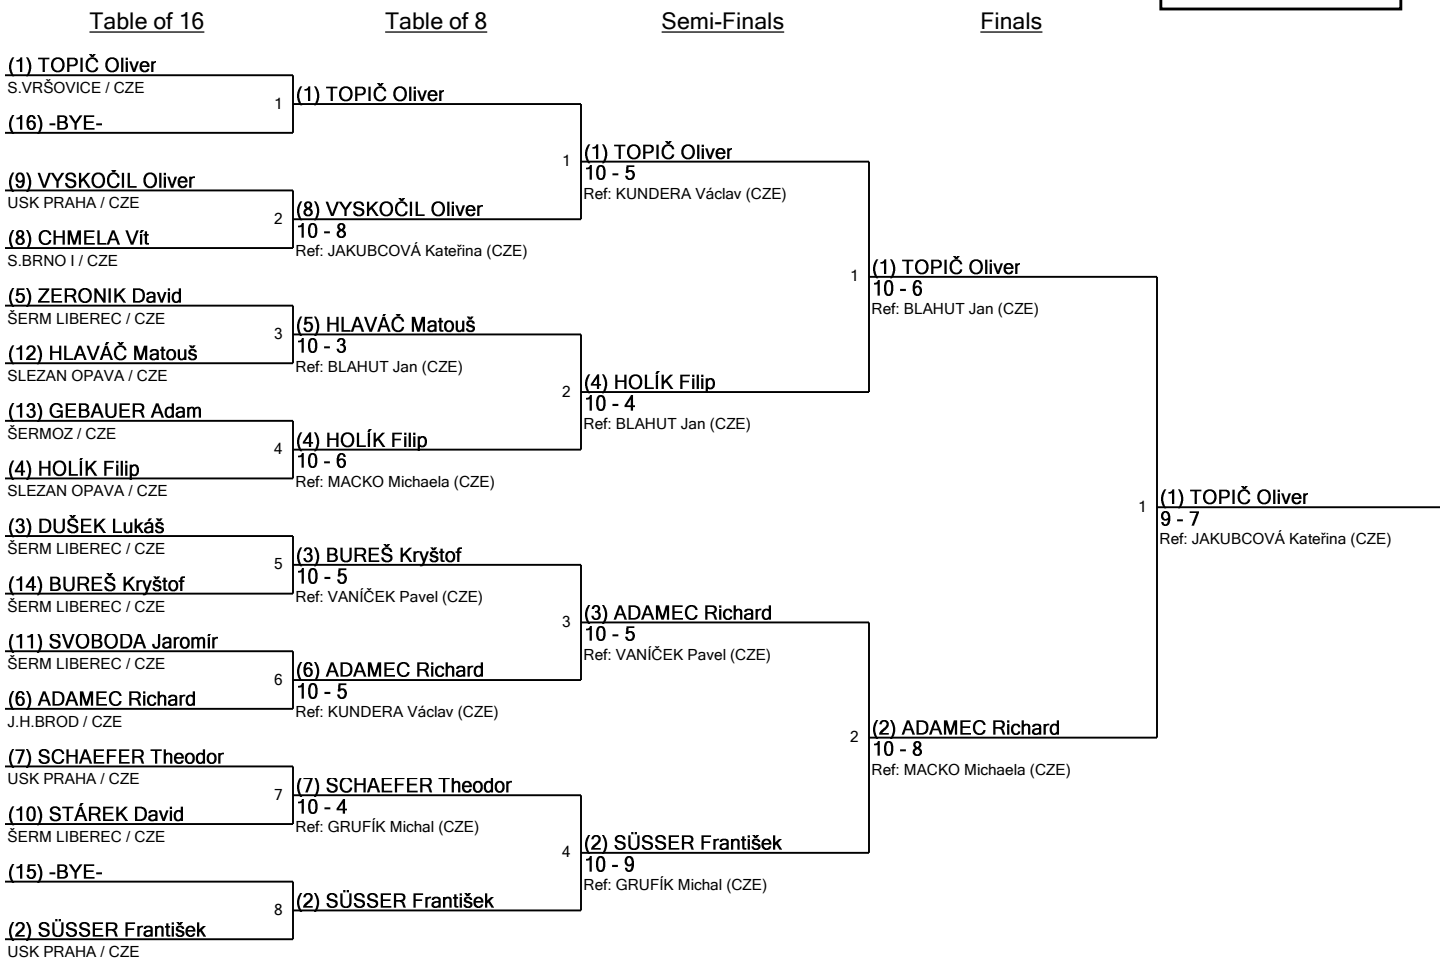 Table of 16
Table of 8
Semi-Finals
Finals
(1) TOPIČ Oliver
S.VRŠOVICE / CZE
1
(16) -BYE-
(9) VYSKOČIL Oliver
USK PRAHA / CZE
2
(8) CHMELA Vít
S.BRNO I / CZE
(5) ZERONIK David
ŠERM LIBEREC / CZE
3
(12) HLAVÁČ Matouš
SLEZAN OPAVA / CZE
(13) GEBAUER Adam
ŠERMOZ / CZE
4
(4) HOLÍK Filip
SLEZAN OPAVA / CZE
(3) DUŠEK Lukáš
ŠERM LIBEREC / CZE
5
(14) BUREŠ Kryštof
ŠERM LIBEREC / CZE
(11) SVOBODA Jaromír
ŠERM LIBEREC / CZE
6
(6) ADAMEC Richard
J.H.BROD / CZE
(7) SCHAEFER Theodor
USK PRAHA / CZE
7
(10) STÁREK David
ŠERM LIBEREC / CZE
(15) -BYE-
8
(2) SÜSSER František
USK PRAHA / CZE
(1) TOPIČ Oliver
1
(8) VYSKOČIL Oliver
10 - 8
Ref: JAKUBCOVÁ Kateřina (CZE)
(5) HLAVÁČ Matouš
10 - 3
Ref: BLAHUT Jan (CZE)
2
(4) HOLÍK Filip
10 - 6
Ref: MACKO Michaela (CZE)
(3) BUREŠ Kryštof
10 - 5
Ref: VANÍČEK Pavel (CZE)
3
(6) ADAMEC Richard
10 - 5
Ref: KUNDERA Václav (CZE)
(7) SCHAEFER Theodor
10 - 4
Ref: GRUFÍK Michal (CZE)
4
(2) SÜSSER František
(1) TOPIČ Oliver
10 - 5
Ref: KUNDERA Václav (CZE)
1
(4) HOLÍK Filip
10 - 4
Ref: BLAHUT Jan (CZE)
(3) ADAMEC Richard
10 - 5
Ref: VANÍČEK Pavel (CZE)
2
(2) SÜSSER František
10 - 9
Ref: GRUFÍK Michal (CZE)
(1) TOPIČ Oliver
10 - 6
Ref: BLAHUT Jan (CZE)
1
(2) ADAMEC Richard
10 - 8
Ref: MACKO Michaela (CZE)
(1) TOPIČ Oliver
9 - 7
Ref: JAKUBCOVÁ Kateřina (CZE)